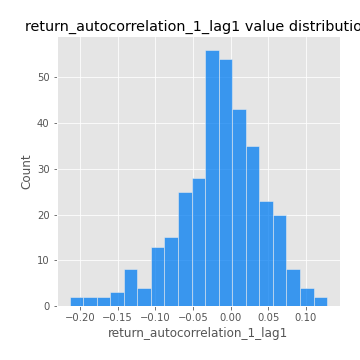 return_autocorrelation_1_lag1 value distributio
50
40
30
20
10
0
Count
−0.20 −0.15 −0.10 −0.05 0.00 0.05 0.10
return_autocorrelation_1_lag1